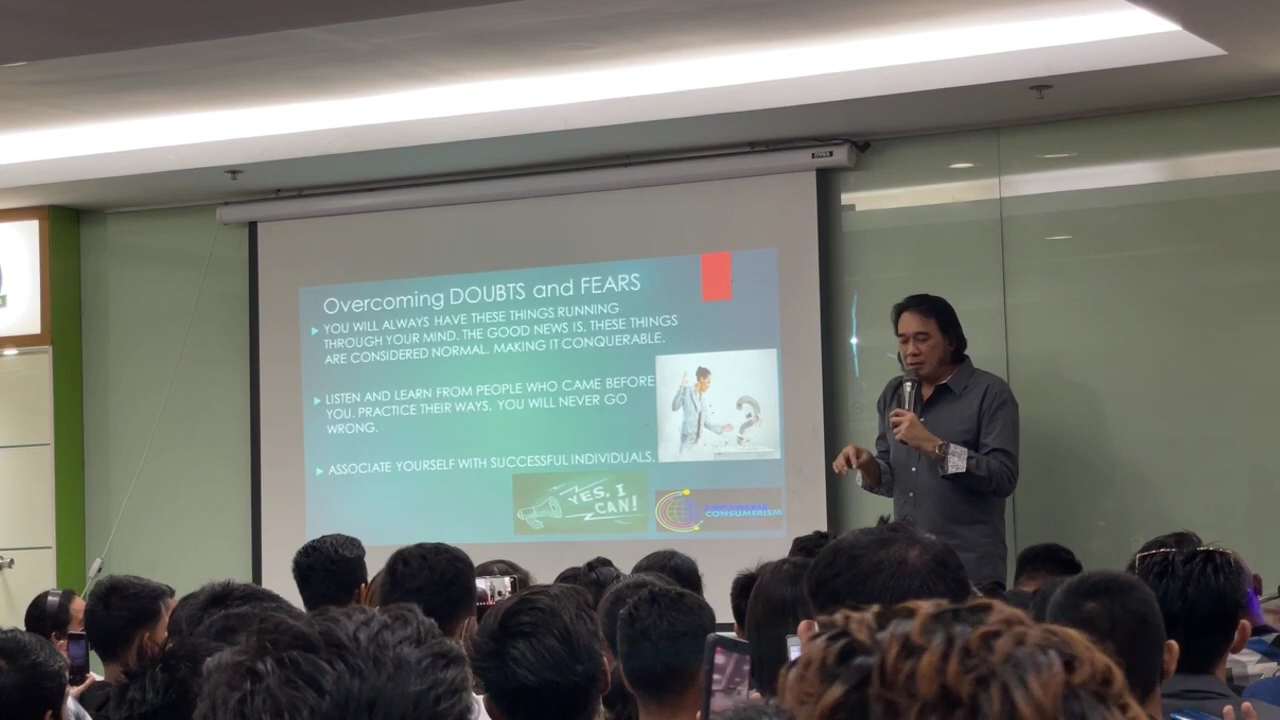 Overcoming DOUBTS and FEARS
YOU WILL ALWAYS HAVE THESE THINGS RUNNING
THROUGH YOUR MIND. THE GOOD NEWS IS, THESE THINGS
ARE CONSIDERED NORMAL. MAKING IT CONQUERABLE.
LISTEN AND LEARN FROM PEOPLE WHO CAME BEFORE
YOU. PRACTICE THEIR WAYS. YOU WILL NEVER GO
WRONG.
ASSOCIATE YOURSELF WITH SUCCESSFUL INDIVIDUALS.
YES, I
CAN!
CONSUMERISM